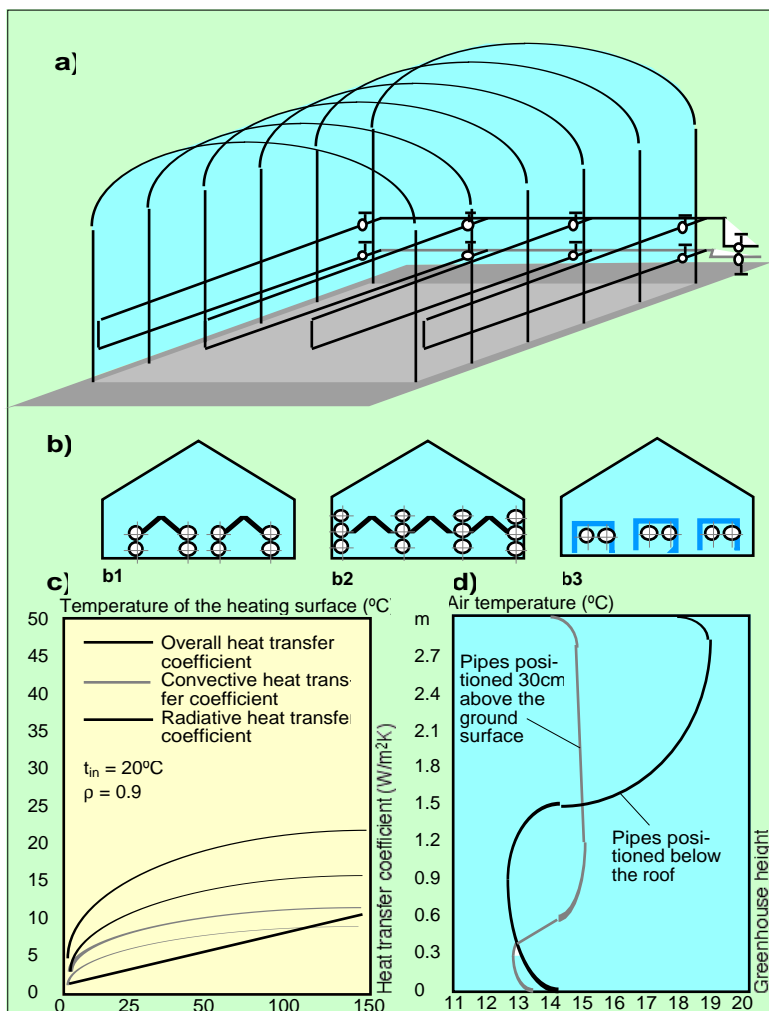 a)
b)
b1
b2
b3
c)
d)
Temperature of the heating surface (ºC)
50
45
40
35
30
25
20
15
10
5
0
Overall heat transfer
coefficient
Convective heat trans-
fer coefficient
Radiative heat transfer
coefficient
tin = 20ºC
ρ = 0.9
0 25 50 100 150
Heat transfer coefficient (W/m²K)
Air temperature (°C)
m
2.7
2.4
2.1
1.8
1.5
1.2
0.9
0.6
0.3
0
Pipes posi-
tioned 30cm
above the
ground
surface
Pipes posi-
tioned below
the roof
11 12 13 14 15 16 17 18 19 20
Greenhouse height